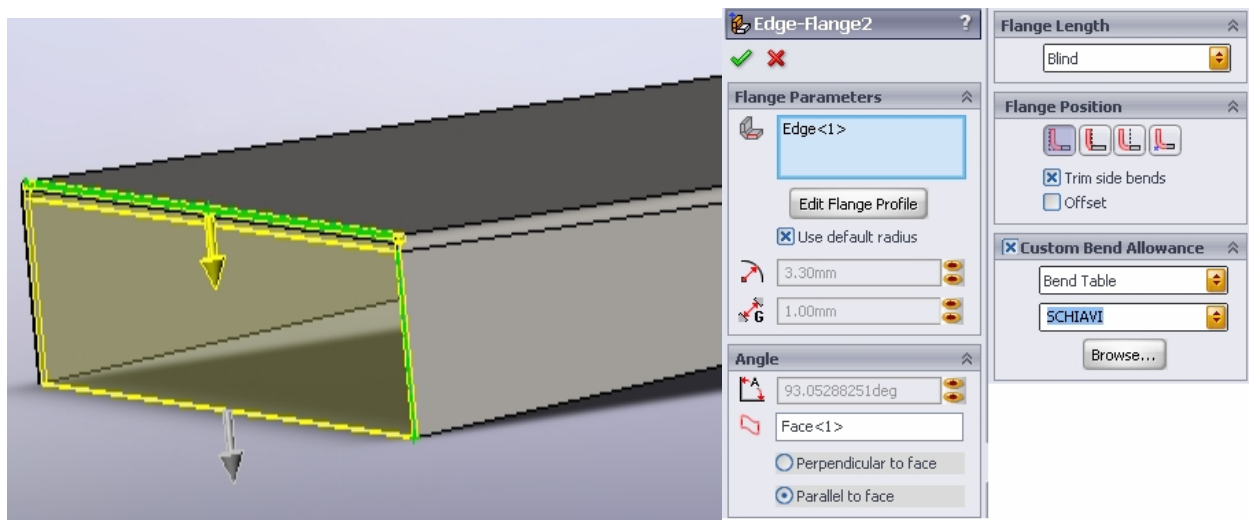 Edge-Flange2 ?
Flange Parameters
Edge<1>
Edit Flange Profile
Use default radius
3.30mm
G 1.00mm
Angle
A 93.05288251deg
Face<1>
Perpendicular to face
Parallel to face
Flange Length
Blind
Flange Position
Trim side bends
Offset
Custom Bend Allowance
Bend Table
SCHIAVI
Browse...